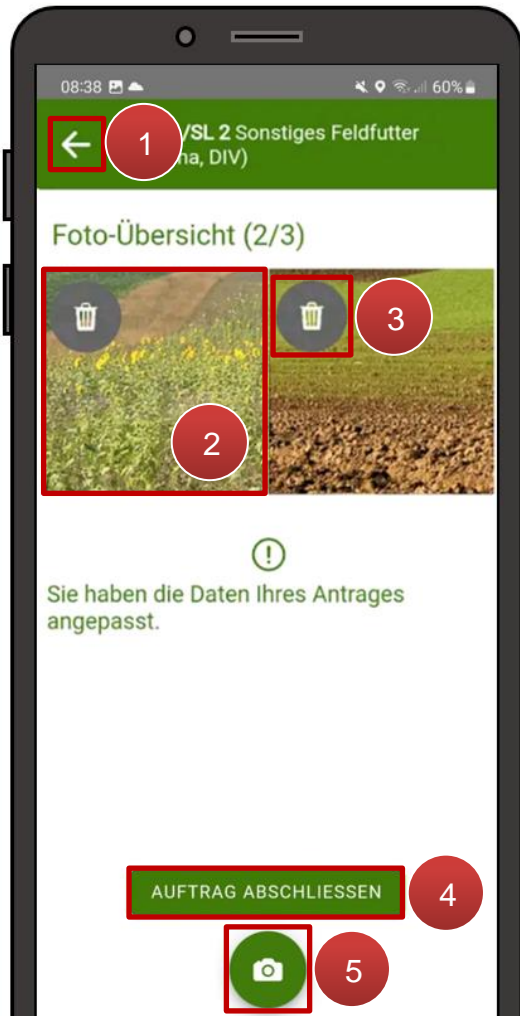 08:38 60%
1 /SL 2 Sonstiges Feldfutter
ha, DIV)
Foto-Übersicht (2/3)
3
2
Sie haben die Daten Ihres Antrages
angepasst.
AUFTRAG ABSCHLIESSEN 4
5